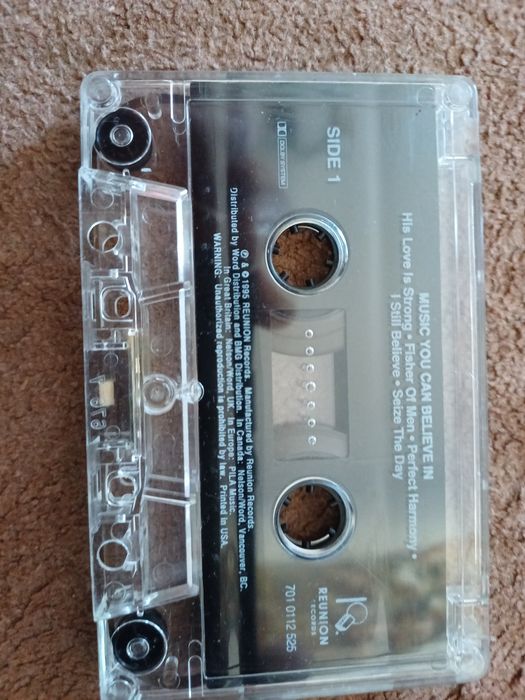 MUSIC YOU CAN BELIEVE IN
His Love Is Strong • Fisher Of Men • Perfect Harmony •
I Still Believe • Seize The Day
SIDE 1
DOLBY SYSTEM
REUNION
RECORDS
701 0112 525
℗ & © 1995 REUNION Records. Manufactured by Reunion Records.
Distributed by Word Distribution and BMG Distribution. In Canada: Nelson/Word, Vancouver, BC.
In Great Britain: Nelson/Word, UK. In Europe: PILA Music.
WARNING: Unauthorized reproduction is prohibited by law. Printed in USA.